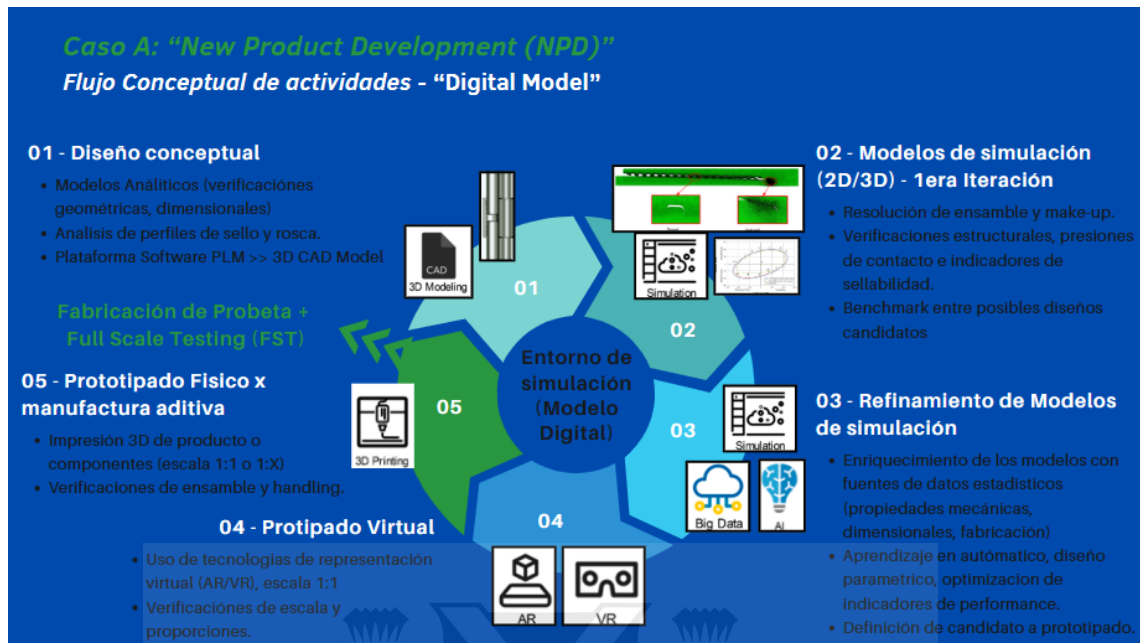 Caso A: “New Product Development (NPD)”
Flujo Conceptual de actividades - “Digital Model”
01 - Diseño conceptual
• Modelos Análiticos (verificaciónes
geométricas, dimensionales)
• Analisis de perfiles de sello y rosca.
• Plataforma Software PLM >> 3D CAD Model
CAD
3D Modeling
01
02 - Modelos de simulación
(2D/3D) - 1era Iteración
• Resolución de ensamble y make-up.
• Verificaciones estructurales, presiones
de contacto e indicadores de
sellabilidad.
• Benchmark entre posibles diseños
candidatos
Simulation
02
03 - Refinamiento de Modelos
de simulación
• Enriquecimiento de los modelos con
fuentes de datos estadisticos
(propiedades mecánicas,
dimensionales, fabricación)
• Aprendizaje en autómatico, diseño
parametrico, optimizacion de
indicadores de performance.
• Definición de candidato a prototipado.
Simulation
Big Data
AI
03
04 - Protipado Virtual
• Uso de tecnologías de representación
virtual (AR/VR), escala 1:1
• Verificaciónes de escala y
proporciones.
AR
VR
04
Fabricación de Probeta +
Full Scale Testing (FST)
05 - Prototipado Fisico x
manufactura aditiva
• Impresión 3D de producto o
componentes (escala 1:1 o 1:X)
• Verificaciones de ensamble y handling.
3D Printing
05
Entorno de
simulación
(Modelo
Digital)